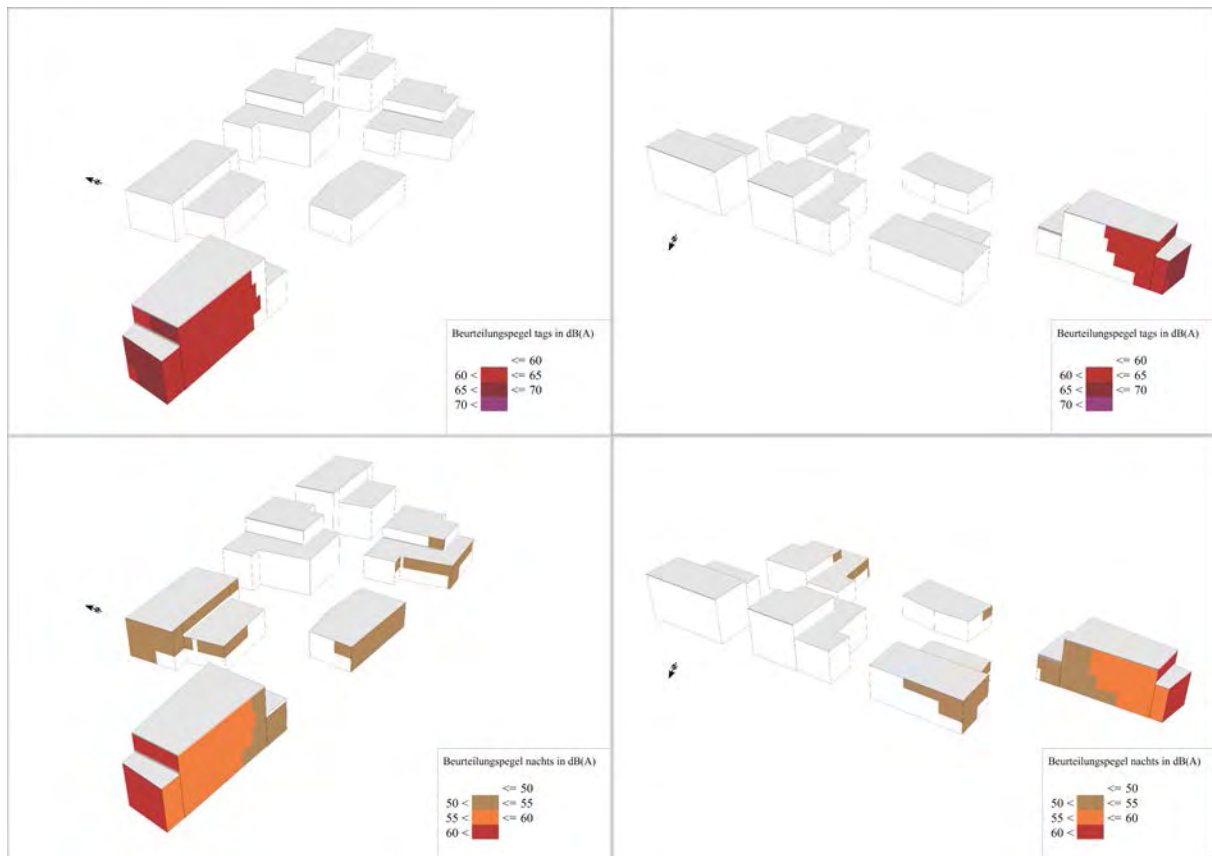 Beurteilungspegel tags in dB(A)
<= 60
60 < <= 65
65 < <= 70
70 <
Beurteilungspegel tags in dB(A)
<= 60
60 < <= 65
65 < <= 70
70 <
Beurteilungspegel nachts in dB(A)
<= 50
50 < <= 55
55 < <= 60
60 <
Beurteilungspegel nachts in dB(A)
<= 50
50 < <= 55
55 < <= 60
60 <